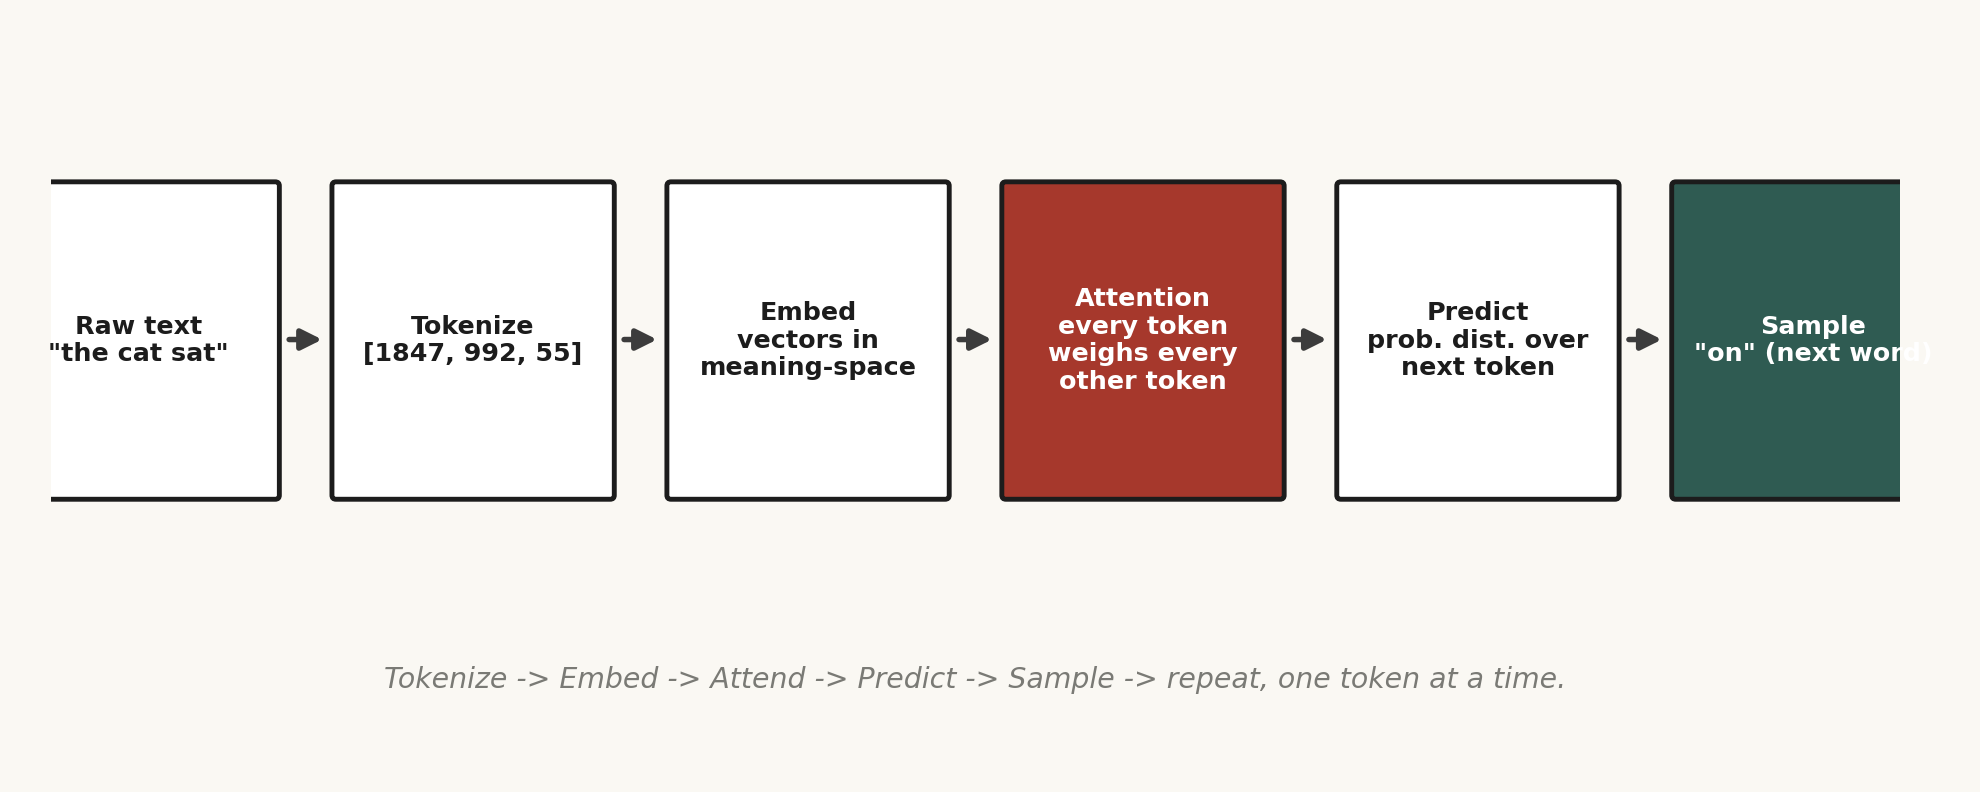 Raw text
"the cat sat"
Tokenize
[1847, 992, 55]
Embed
vectors in
meaning-space
Attention
every token
weighs every
other token
Predict
prob. dist. over
next token
Sample
"on" (next word)
Tokenize -> Embed -> Attend -> Predict -> Sample -> repeat, one token at a time.